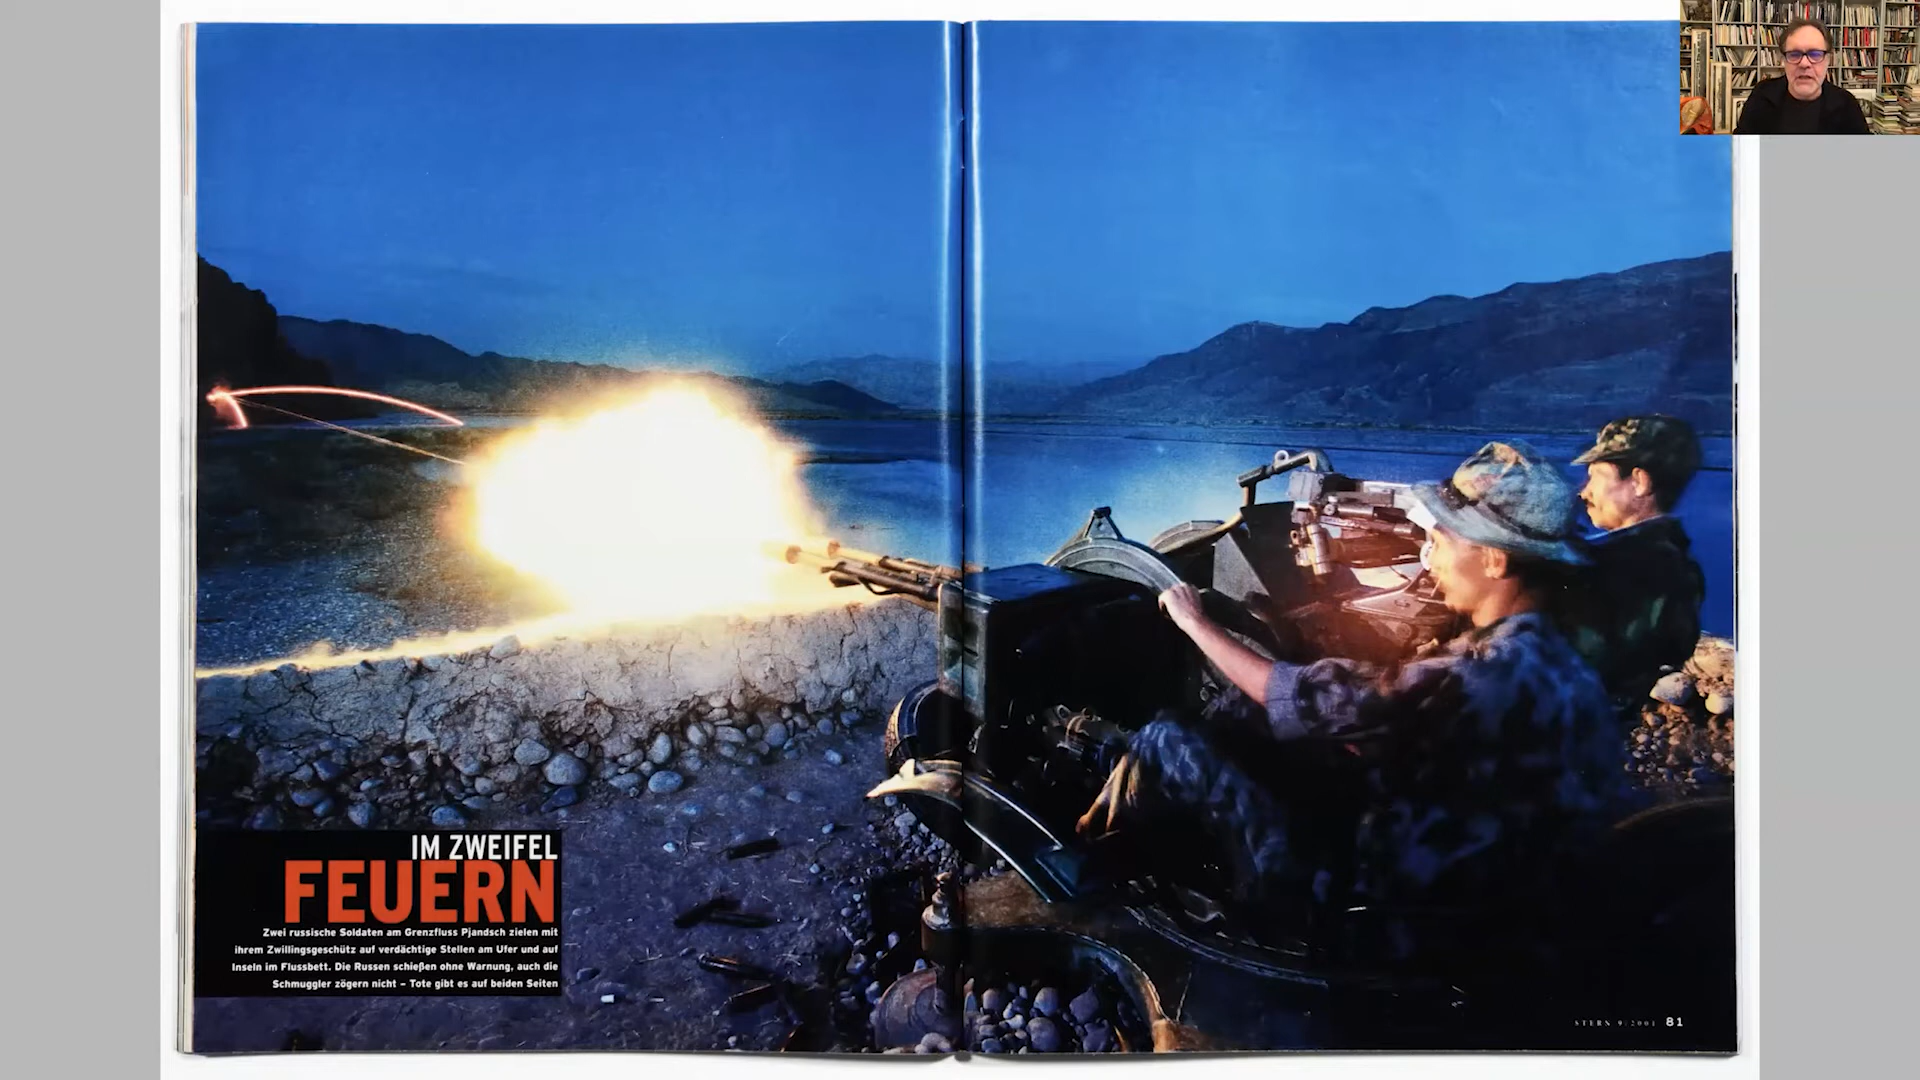 IM ZWEIFEL
FEUERN
Zwei russische Soldaten am Grenzfluss Pjandsch zielen mit
ihrem Zwillingsgeschütz auf verdächtige Stellen am Ufer und auf
Inseln im Flussbett. Die Russen schießen ohne Warnung, auch die
Schmuggler zögern nicht – Tote gibt es auf beiden Seiten
STERN 9/2001 81